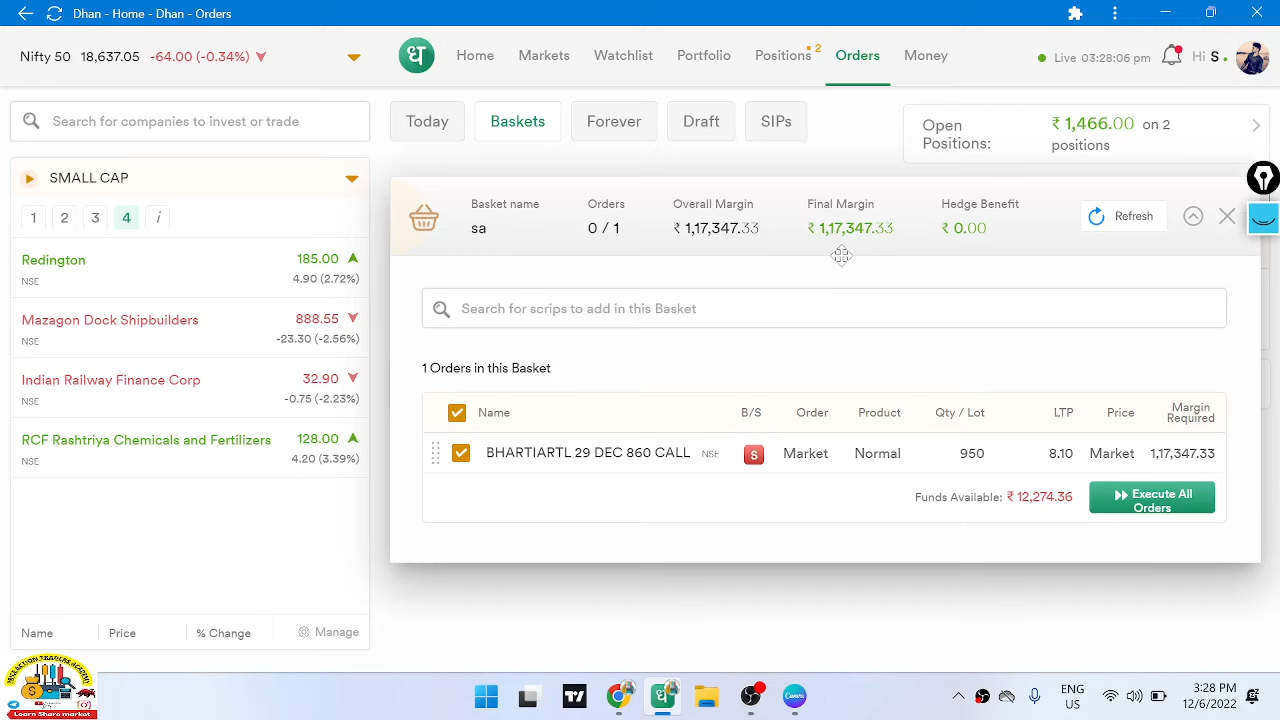 Dhan - Home - Dhan - Orders
Nifty 50 18,637.05 -64.00 (-0.34%)
ध
Home Markets Watchlist Portfolio Positions 2 Orders Money
Live 03:28:06 pm Hi S
Search for companies to invest or trade
Today Baskets Forever Draft SIPs
Open Positions: ₹ 1,466.00 on 2 positions
SMALL CAP
1 2 3 4 i
Redington 185.00
NSE 4.90 (2.72%)
Mazagon Dock Shipbuilders 888.55
NSE -23.30 (-2.56%)
Indian Railway Finance Corp 32.90
NSE -0.75 (-2.23%)
RCF Rashtriya Chemicals and Fertilizers 128.00
NSE 4.20 (3.39%)
Name Price % Change Manage
Basket name Orders Overall Margin Final Margin Hedge Benefit
sa 0 / 1 ₹ 1,17,347.33 ₹ 1,17,347.33 ₹ 0.00
Refresh
Search for scrips to add in this Basket
1 Orders in this Basket
Name B/S Order Product Qty / Lot LTP Price Margin Required
BHARTIARTL 29 DEC 860 CALL NSE S Market Normal 950 8.10 Market 1,17,347.33
Funds Available: ₹ 12,274.36
Execute All Orders
Learn Share market
ENG
US
3:28 PM
12/6/2022